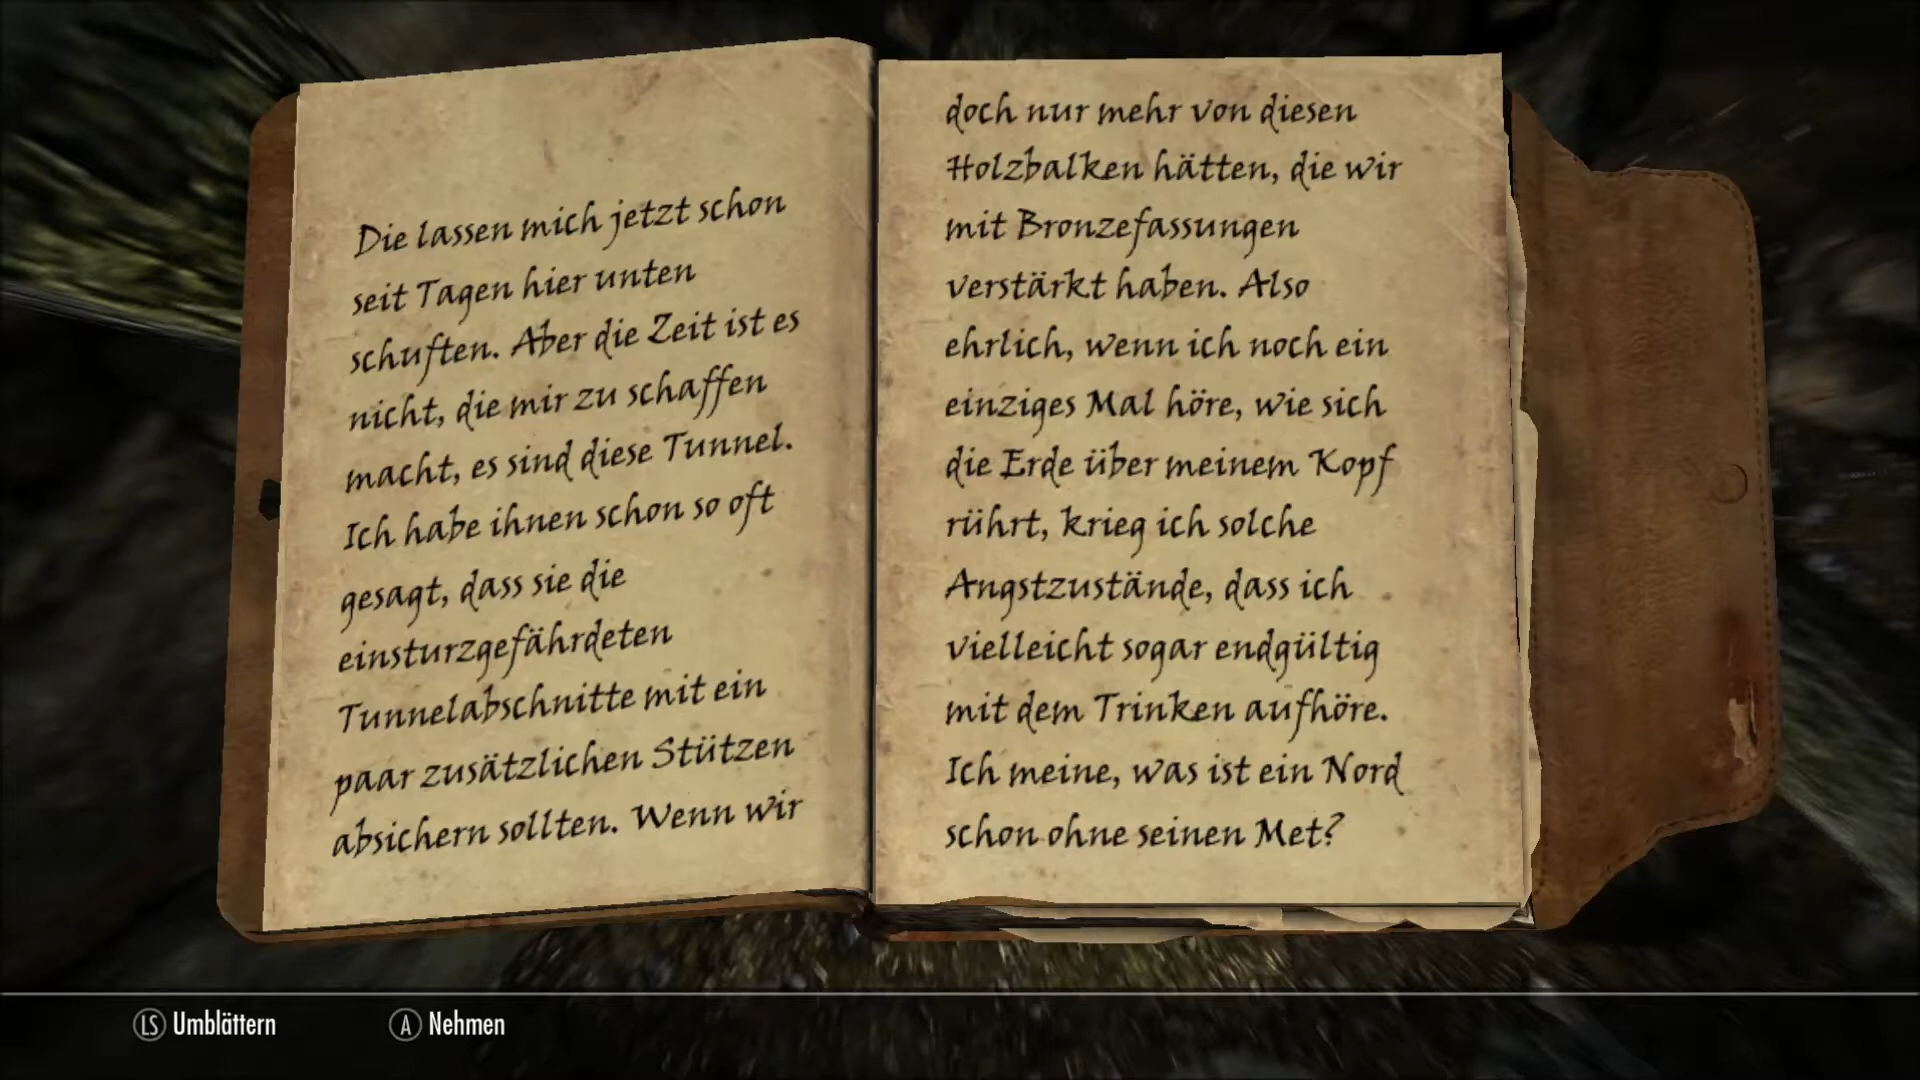 Die lassen mich jetzt schon
seit Tagen hier unten
schuften. Aber die Zeit ist es
nicht, die mir zu schaffen
macht, es sind diese Tunnel.
Ich habe ihnen schon so oft
gesagt, dass sie die
einsturzgefährdeten
Tunnelabschnitte mit ein
paar zusätzlichen Stützen
absichern sollten. Wenn wir
doch nur mehr von diesen
Holzbalken hätten, die wir
mit Bronzefassungen
verstärkt haben. Also
ehrlich, wenn ich noch ein
einziges Mal höre, wie sich
die Erde über meinem Kopf
rührt, krieg ich solche
Angstzustände, dass ich
vielleicht sogar endgültig
mit dem Trinken aufhöre.
Ich meine, was ist ein Nord
schon ohne seinen Met?
LS Umblättern
A Nehmen